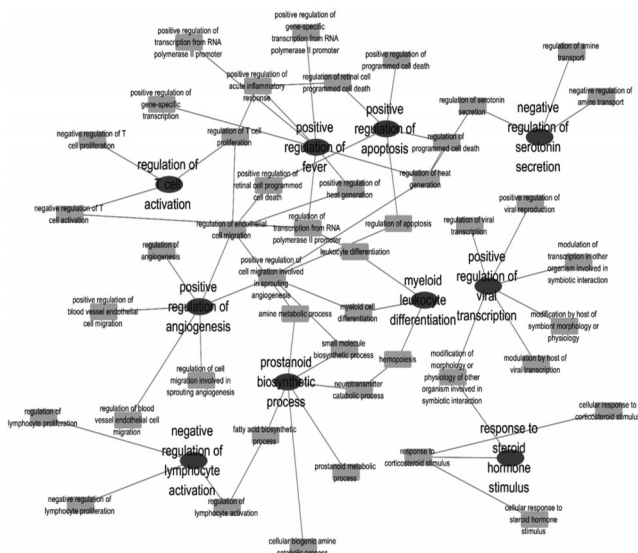 positive regulation of
gene-specific
transcription from RNA
polymerase II promoter
positive regulation of
transcription from RNA
polymerase II promoter
positive regulation of
programmed cell death
regulation of amine
transport
positive regulation of
acute inflammatory
response
regulation of retinal cell
programmed cell death
positive regulation of
gene-specific
transcription
negative regulation of
amine transport
regulation of serotonin
secretion
positive
regulation of
apoptosis
negative
regulation of
serotonin
secretion
negative regulation of T
cell proliferation
regulation of T cell
proliferation
positive
regulation of
fever
regulation of
programmed cell death
regulation of
T cell
activation
regulation of heat
generation
positive regulation of
retinal cell programmed
cell death
positive regulation of
heat generation
positive regulation of
viral reproduction
negative regulation of T
cell activation
regulation of endothelial
cell migration
regulation of
transcription from RNA
polymerase II promoter
regulation of apoptosis
regulation of viral
transcription
regulation of
angiogenesis
leukocyte differentiation
modulation of
transcription in other
organism involved in
symbiotic interaction
positive regulation of
cell migration involved in
sprouting angiogenesis
positive
regulation of
viral
transcription
positive
regulation of
angiogenesis
myeloid
leukocyte
differentiation
positive regulation of
blood vessel endothelial
cell migration
amine metabolic process
myeloid cell
differentiation
modification by host of
symbiont morphology or
physiology
small molecule
biosynthetic process
modification of
morphology or
physiology of other
organism involved in
symbiotic interaction
modulation by host of
viral transcription
hemopoiesis
prostanoid
biosynthetic
process
regulation of cell
migration involved in
sprouting angiogenesis
neurotransmitter
catabolic process
regulation of
lymphocyte proliferation
regulation of blood
vessel endothelial cell
migration
cellular response to
corticosteroid stimulus
fatty acid biosynthetic
process
negative
regulation of
lymphocyte
activation
response to
steroid
hormone
stimulus
response to
corticosteroid stimulus
prostanoid metabolic
process
negative regulation of
lymphocyte proliferation
regulation of
lymphocyte activation
cellular response to
steroid hormone
stimulus
cellular biogenic amine
catabolic process